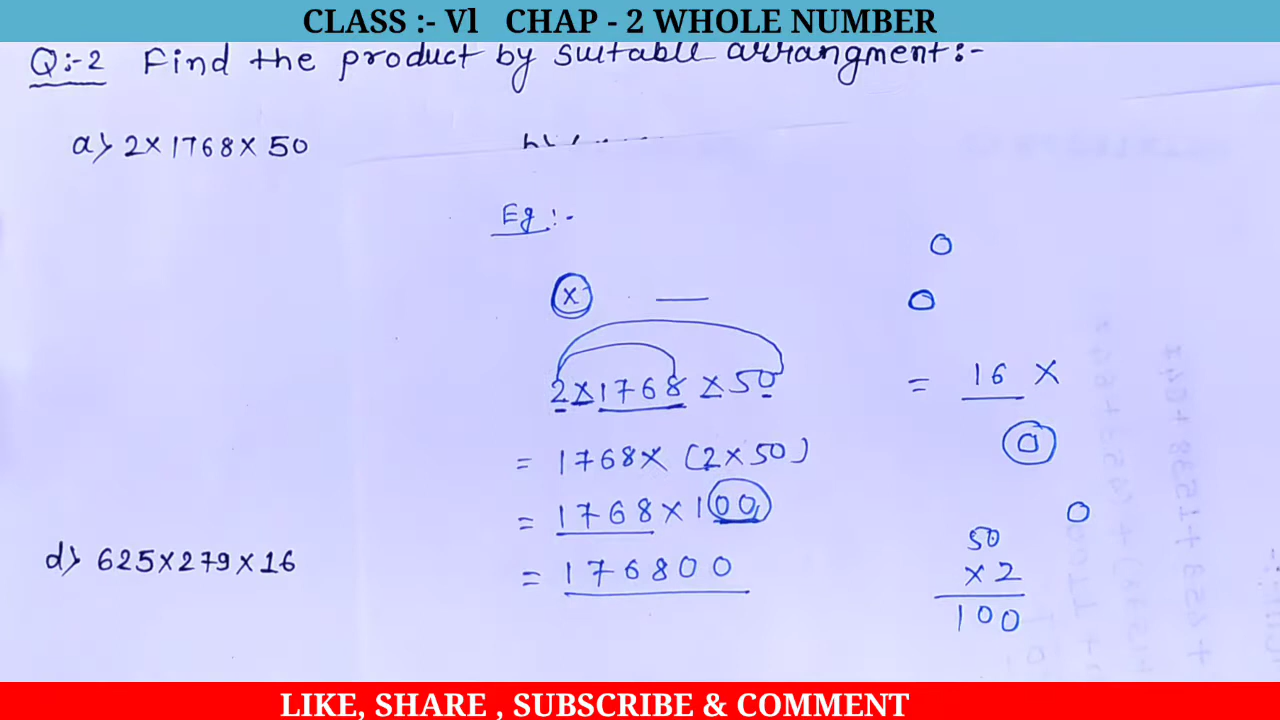 CLASS :- Vl CHAP - 2 WHOLE NUMBER
Q:-2 Find the product by suitable arrangment:-
a) 2×1768×50
Eg:-
×
2×1768×50
= 1768×(2×50)
= 1768×100
= 176800
= 16 ×
50
×2
100
d) 625×279×16
LIKE, SHARE , SUBSCRIBE & COMMENT